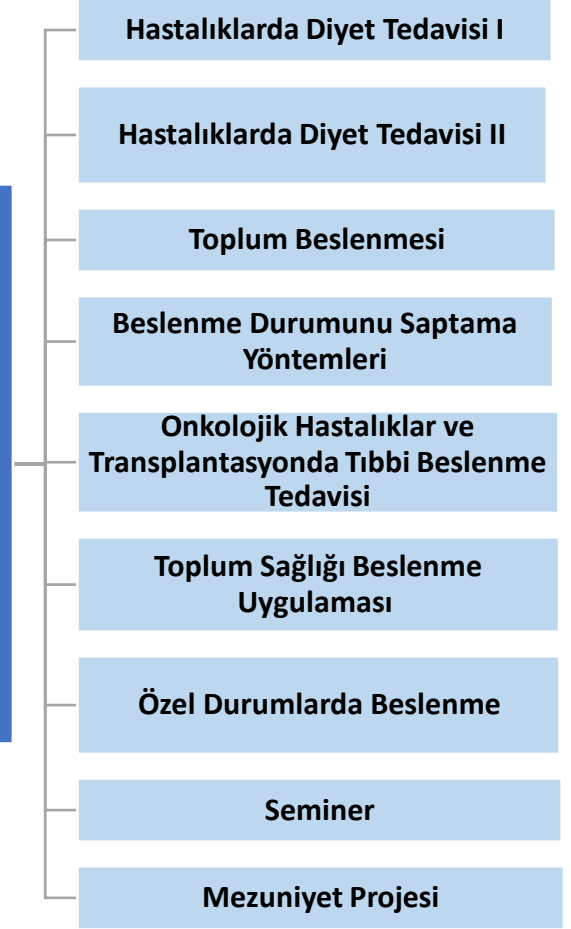 Hastalıklarda Diyet Tedavisi I
Hastalıklarda Diyet Tedavisi II
Toplum Beslenmesi
Beslenme Durumunu Saptama
Yöntemleri
Onkolojik Hastalıklar ve
Transplantasyonda Tıbbi Beslenme
Tedavisi
Toplum Sağlığı Beslenme
Uygulaması
Özel Durumlarda Beslenme
Seminer
Mezuniyet Projesi